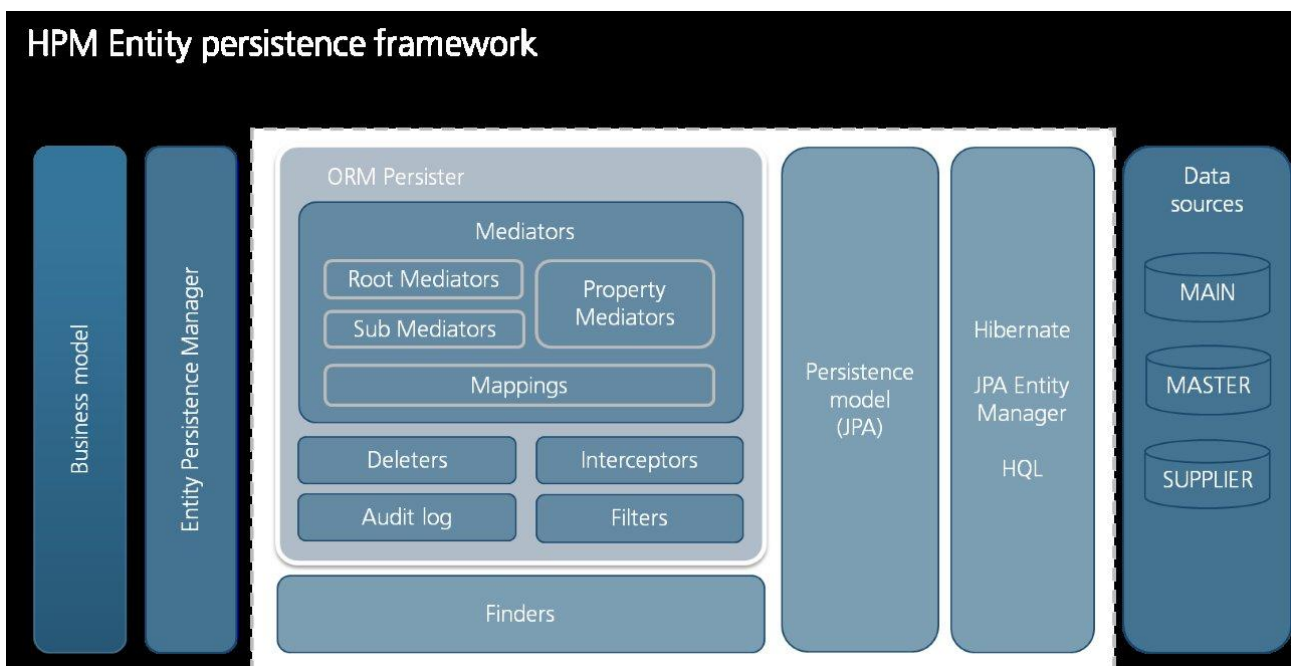 HPM Entity persistence framework
Business model
Entity Persistence Manager
ORM Persister
Mediators
Root Mediators
Sub Mediators
Property
Mediators
Mappings
Deleters
Interceptors
Audit log
Filters
Finders
Persistence
model
(JPA)
Hibernate
JPA Entity
Manager
HQL
Data
sources
MAIN
MASTER
SUPPLIER